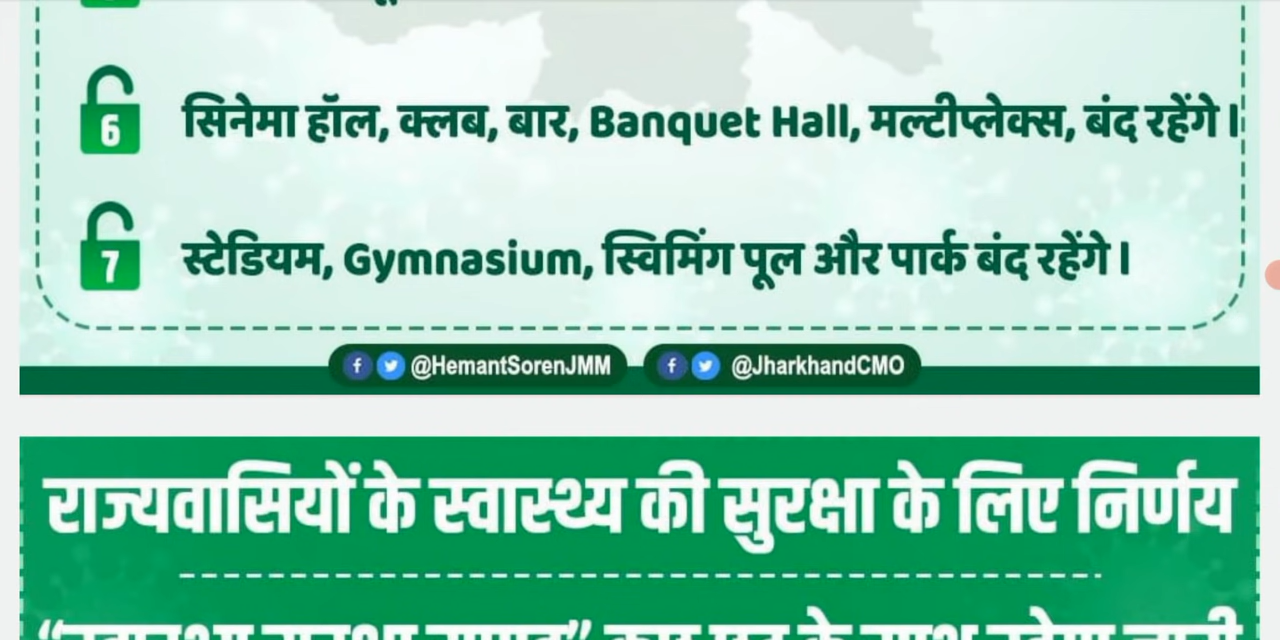 6 सिनेमा हॉल, क्लब, बार, Banquet Hall, मल्टीप्लेक्स, बंद रहेंगे।
7 स्टेडियम, Gymnasium, स्विमिंग पूल और पार्क बंद रहेंगे।
@HemantSorenJMM @JharkhandCMO
राज्यवासियों के स्वास्थ्य की सुरक्षा के लिए निर्णय